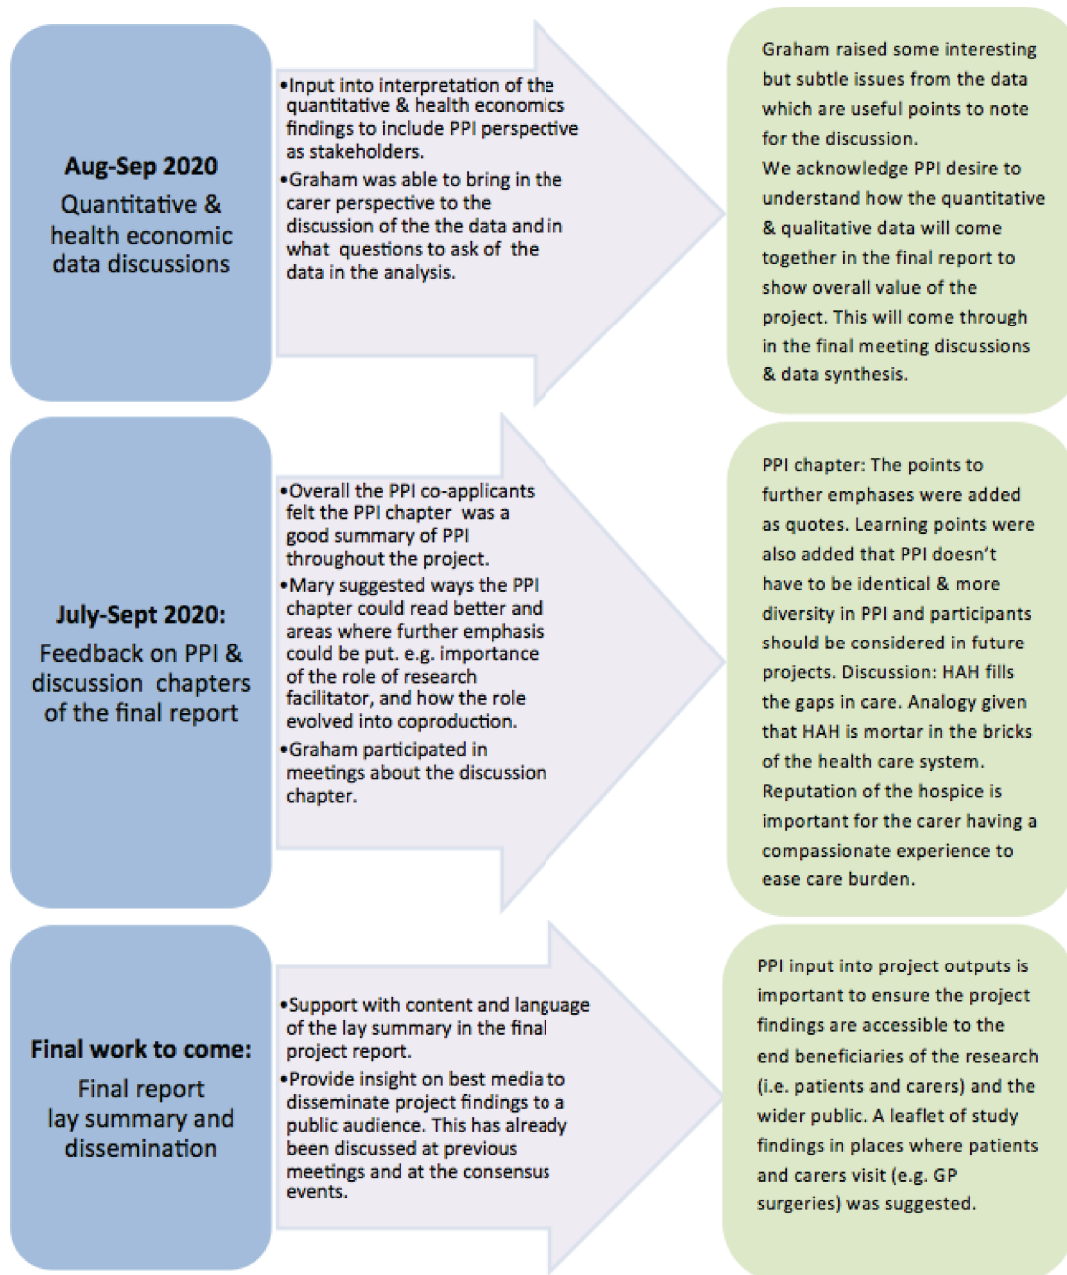 Aug-Sep 2020
Quantitative &
health economic
data discussions
•Input into interpretation of the
quantitative & health economics
findings to include PPI perspective
as stakeholders.
•Graham was able to bring in the
carer perspective to the
discussion of the the data and in
what questions to ask of the
data in the analysis.
Graham raised some interesting
but subtle issues from the data
which are useful points to note
for the discussion.
We acknowledge PPI desire to
understand how the quantitative
& qualitative data will come
together in the final report to
show overall value of the
project. This will come through
in the final meeting discussions
& data synthesis.
July-Sept 2020:
Feedback on PPI &
discussion chapters
of the final report
•Overall the PPI co-applicants
felt the PPI chapter was a
good summary of PPI
throughout the project.
•Mary suggested ways the PPI
chapter could read better and
areas where further emphasis
could be put. e.g. importance
of the role of research
facilitator, and how the role
evolved into coproduction.
•Graham participated in
meetings about the discussion
chapter.
PPI chapter: The points to
further emphases were added
as quotes. Learning points were
also added that PPI doesn't
have to be identical & more
diversity in PPI and participants
should be considered in future
projects. Discussion: HAH fills
the gaps in care. Analogy given
that HAH is mortar in the bricks
of the health care system.
Reputation of the hospice is
important for the carer having a
compassionate experience to
ease care burden.
Final work to come:
Final report
lay summary and
dissemination
•Support with content and language
of the lay summary in the final
project report.
•Provide insight on best media to
disseminate project findings to a
public audience. This has already
been discussed at previous
meetings and at the consensus
events.
PPI input into project outputs is
important to ensure the project
findings are accessible to the
end beneficiaries of the research
(i.e. patients and carers) and the
wider public. A leaflet of study
findings in places where patients
and carers visit (e.g. GP
surgeries) was suggested.